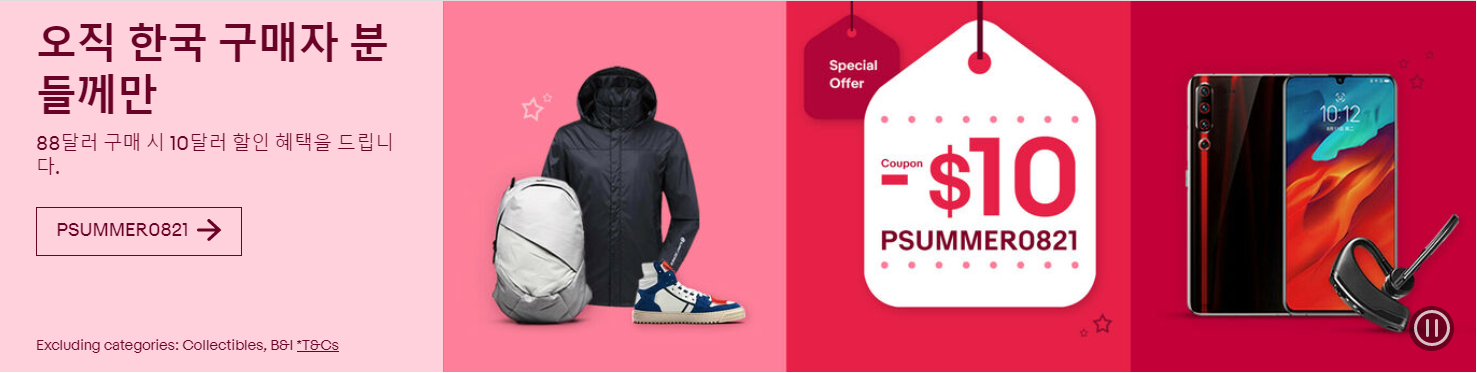 오직 한국 구매자 분
들께만
88달러 구매 시 10달러 할인 혜택을 드립니
다.
PSUMMER0821
Excluding categories: Collectibles, B&I *T&Cs
Special
Offer
Coupon
- $10
PSUMMER0821
10:12